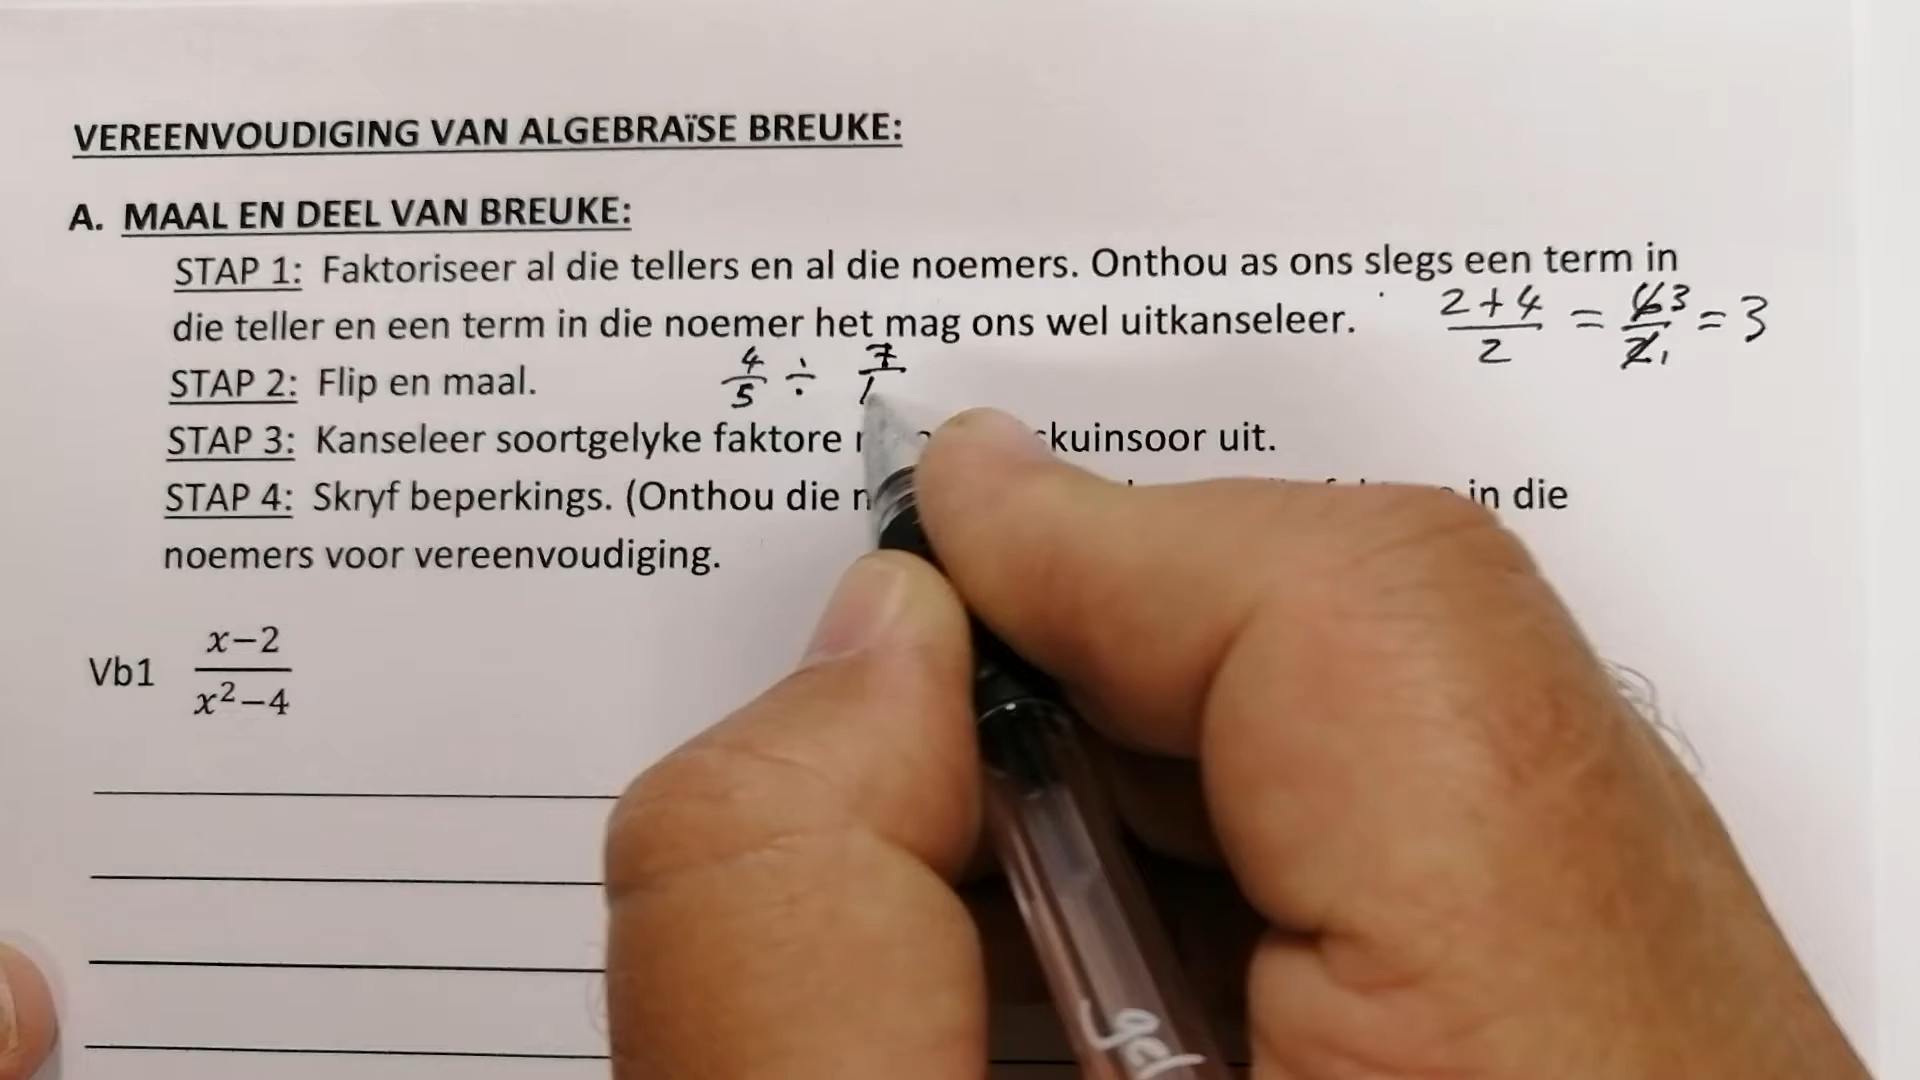 VEREENVOUDIGING VAN ALGEBRAïSE BREUKE:
A. MAAL EN DEEL VAN BREUKE:
STAP 1: Faktoriseer al die tellers en al die noemers. Onthou as ons slegs een term in
die teller en een term in die noemer het mag ons wel uitkanseleer.
2+4 / 2 = 6 3 / 2 1 = 3
STAP 2: Flip en maal. 4/5 ÷ 7/
STAP 3: Kanseleer soortgelyke faktore skuinsoor uit.
STAP 4: Skryf beperkings. (Onthou die in die
noemers voor vereenvoudiging.
Vb1 x−2 / x²−4
gel